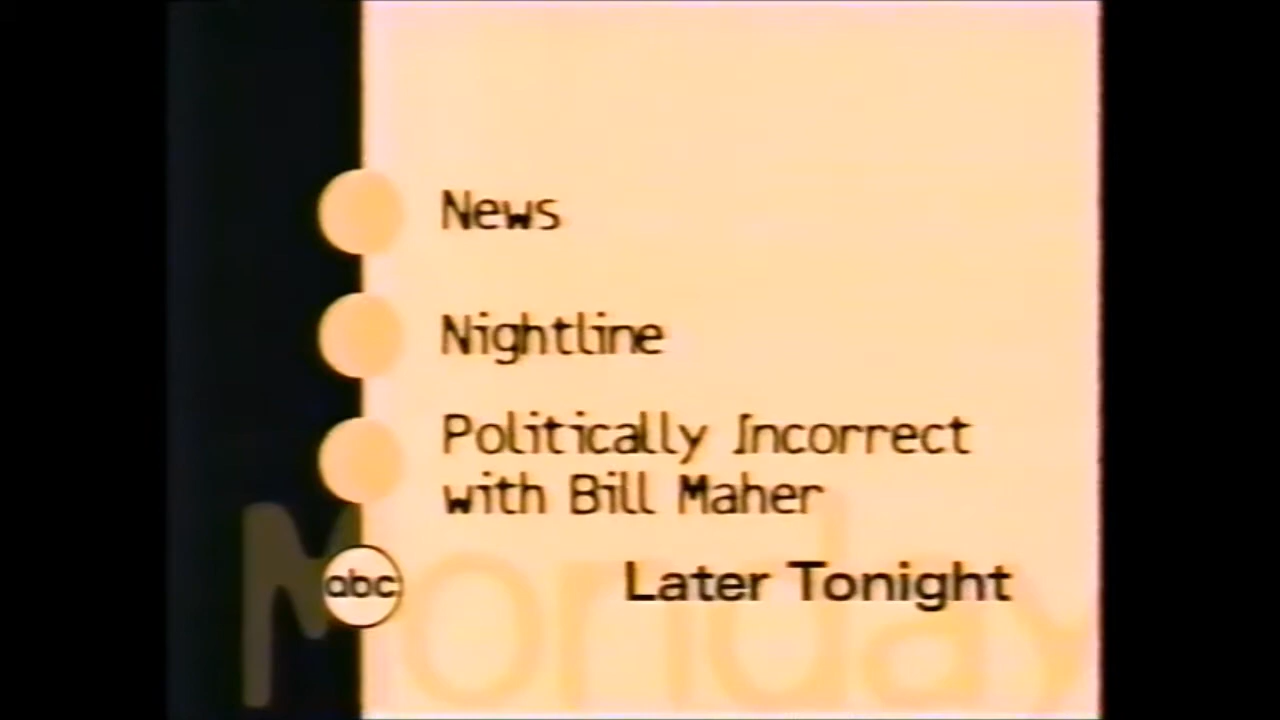 News
Nightline
Politically Incorrect
with Bill Maher
abc
Later Tonight
Monday